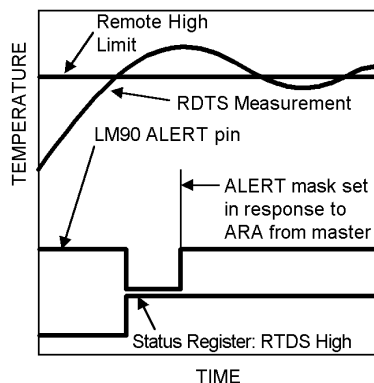 Remote High
Limit
RDTS Measurement
LM90 ALERT pin
ALERT mask set
in response to
ARA from master
Status Register: RTDS High
TEMPERATURE
TIME